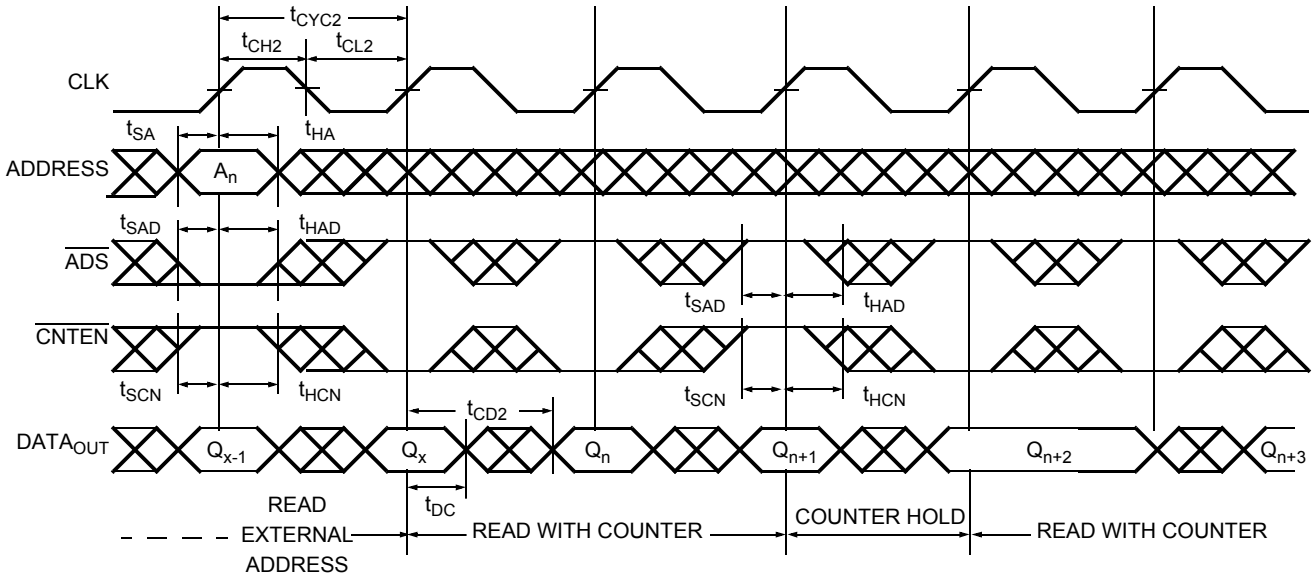 tCYC2
tCH2 tCL2
CLK
tSA tHA
ADDRESS An
tSAD tHAD
ADS
tSAD tHAD
CNTEN
tSCN tHCN tSCN tHCN
tCD2
DATAOUT Qx-1 Qx Qn Qn+1 Qn+2 Qn+3
tDC
READ
EXTERNAL
ADDRESS
READ WITH COUNTER
COUNTER HOLD
READ WITH COUNTER